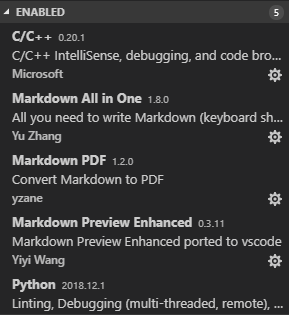 ENABLED 5
C/C++ 0.20.1
C/C++ IntelliSense, debugging, and code bro...
Microsoft
Markdown All in One 1.8.0
All you need to write Markdown (keyboard sh...
Yu Zhang
Markdown PDF 1.2.0
Convert Markdown to PDF
yzane
Markdown Preview Enhanced 0.3.11
Markdown Preview Enhanced ported to vscode
Yiyi Wang
Python 2018.12.1
Linting, Debugging (multi-threaded, remote), ...